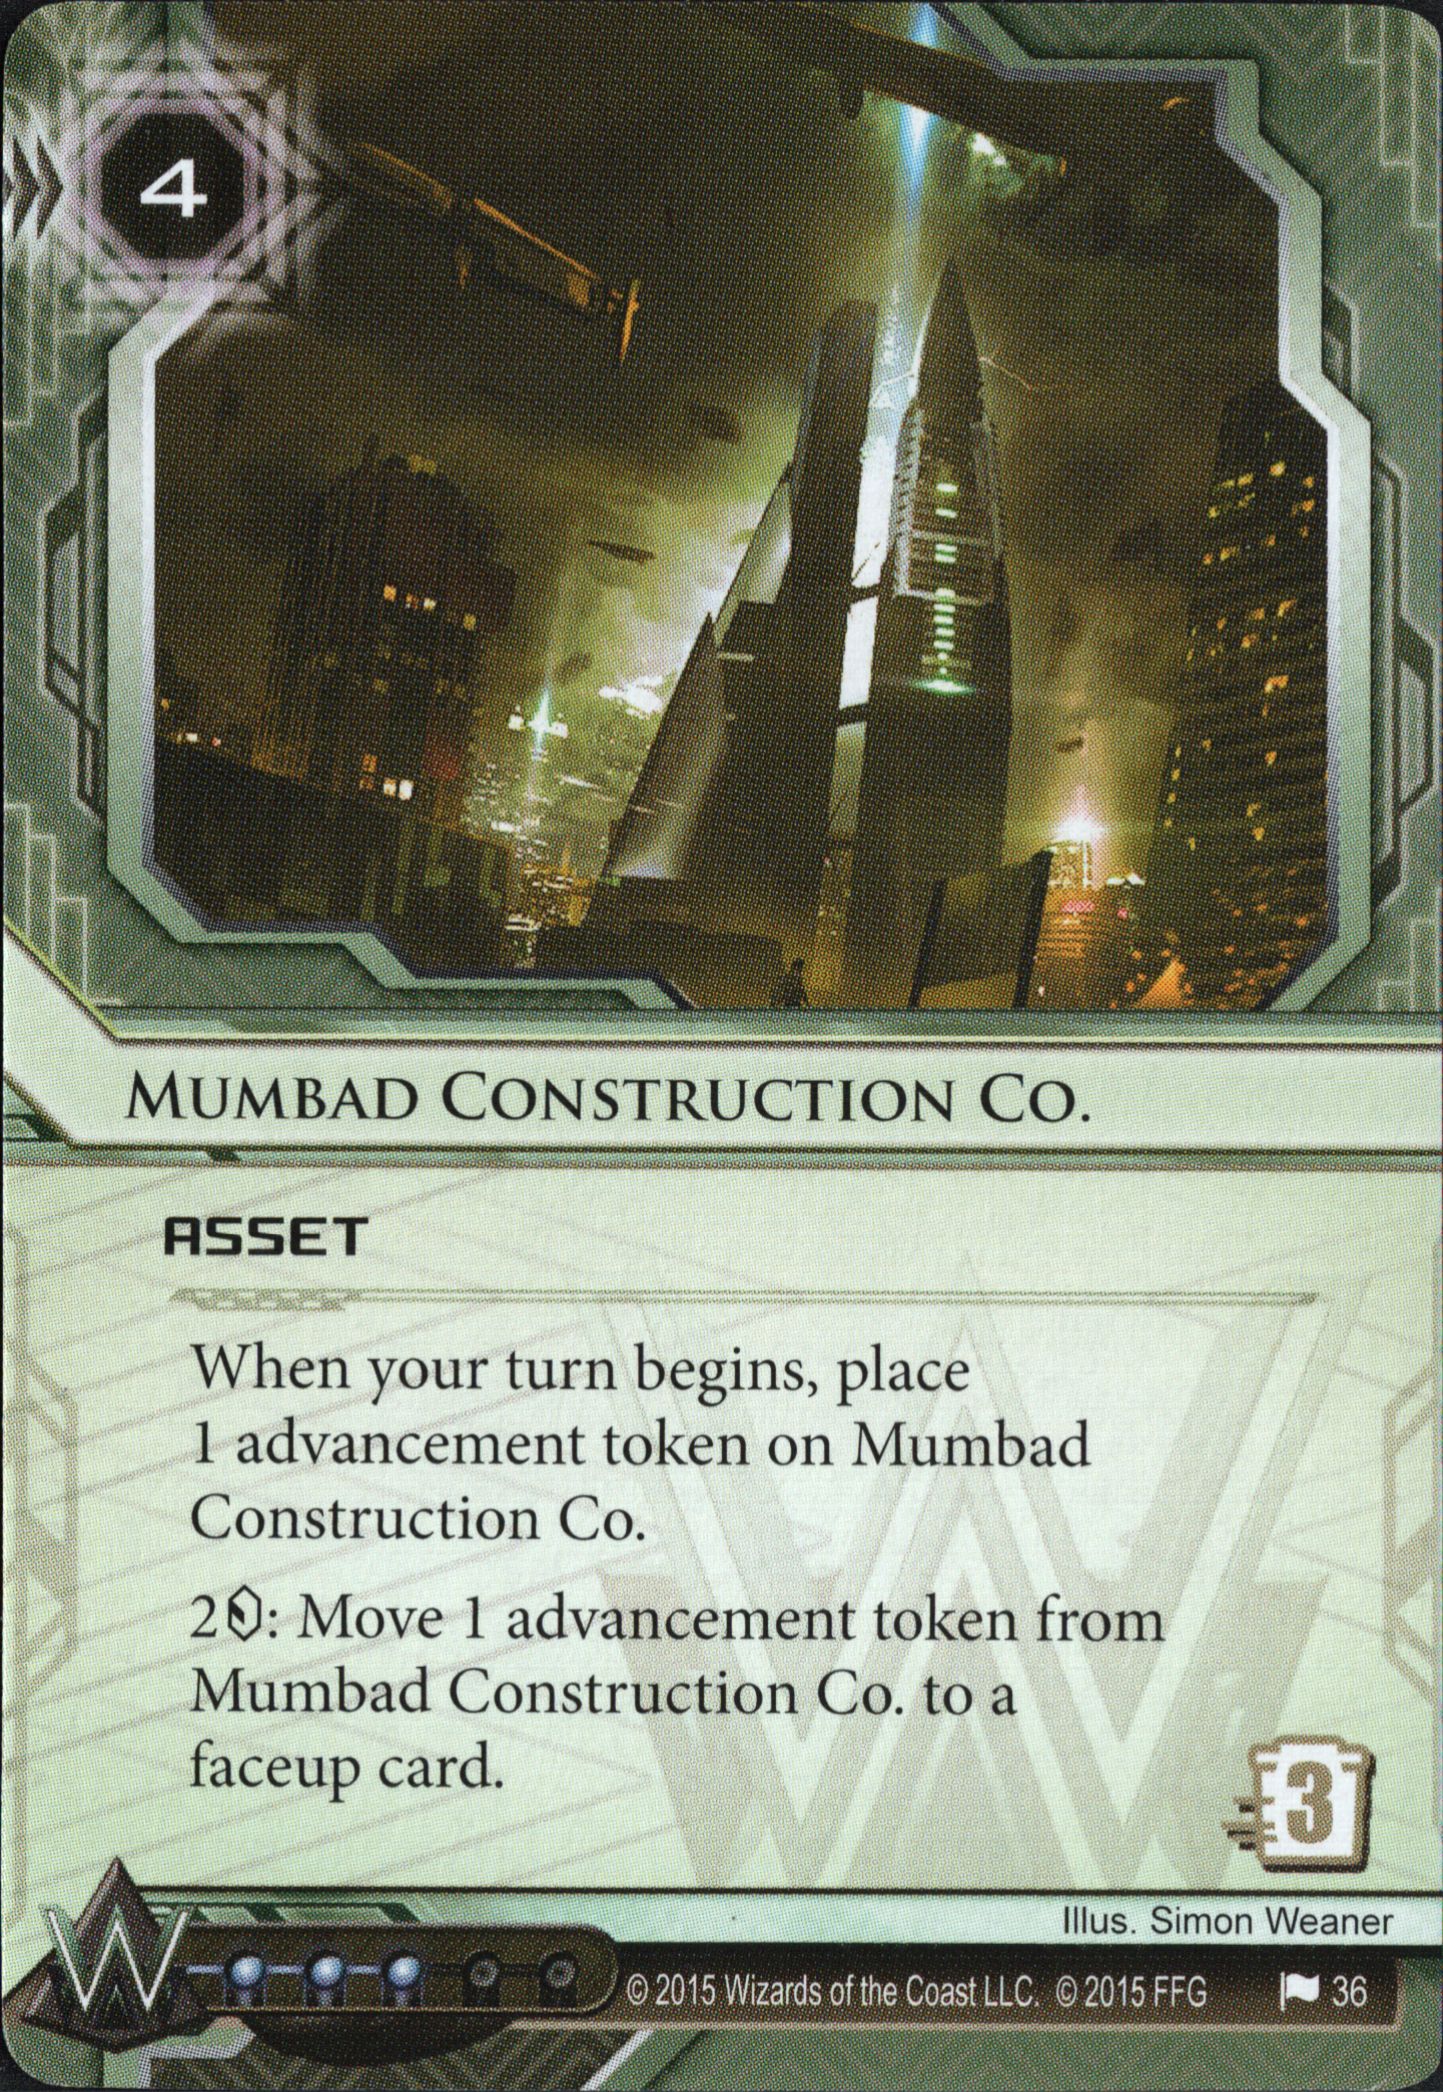 4
MUMBAD CONSTRUCTION CO.
ASSET
When your turn begins, place
1 advancement token on Mumbad
Construction Co.
2: Move 1 advancement token from
Mumbad Construction Co. to a
faceup card.
3
Illus. Simon Weaner
W
© 2015 Wizards of the Coast LLC. © 2015 FFG
36